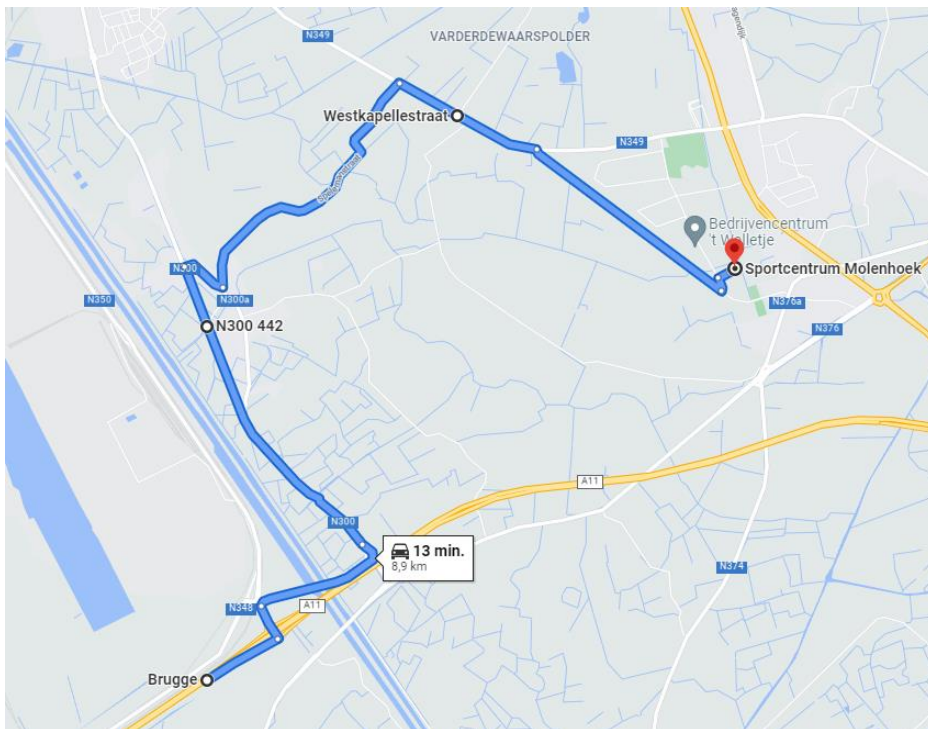 N349
VARDERDEWAARSPOLDER
Westkapellestraat
N349
Spelemanstraat
Bedrijvencentrum
't Walletje
N300
Sportcentrum Molenhoek
N300a
N350
N376a
N300 442
N376
A11
N300
13 min.
8,9 km
N374
N348
A11
Brugge